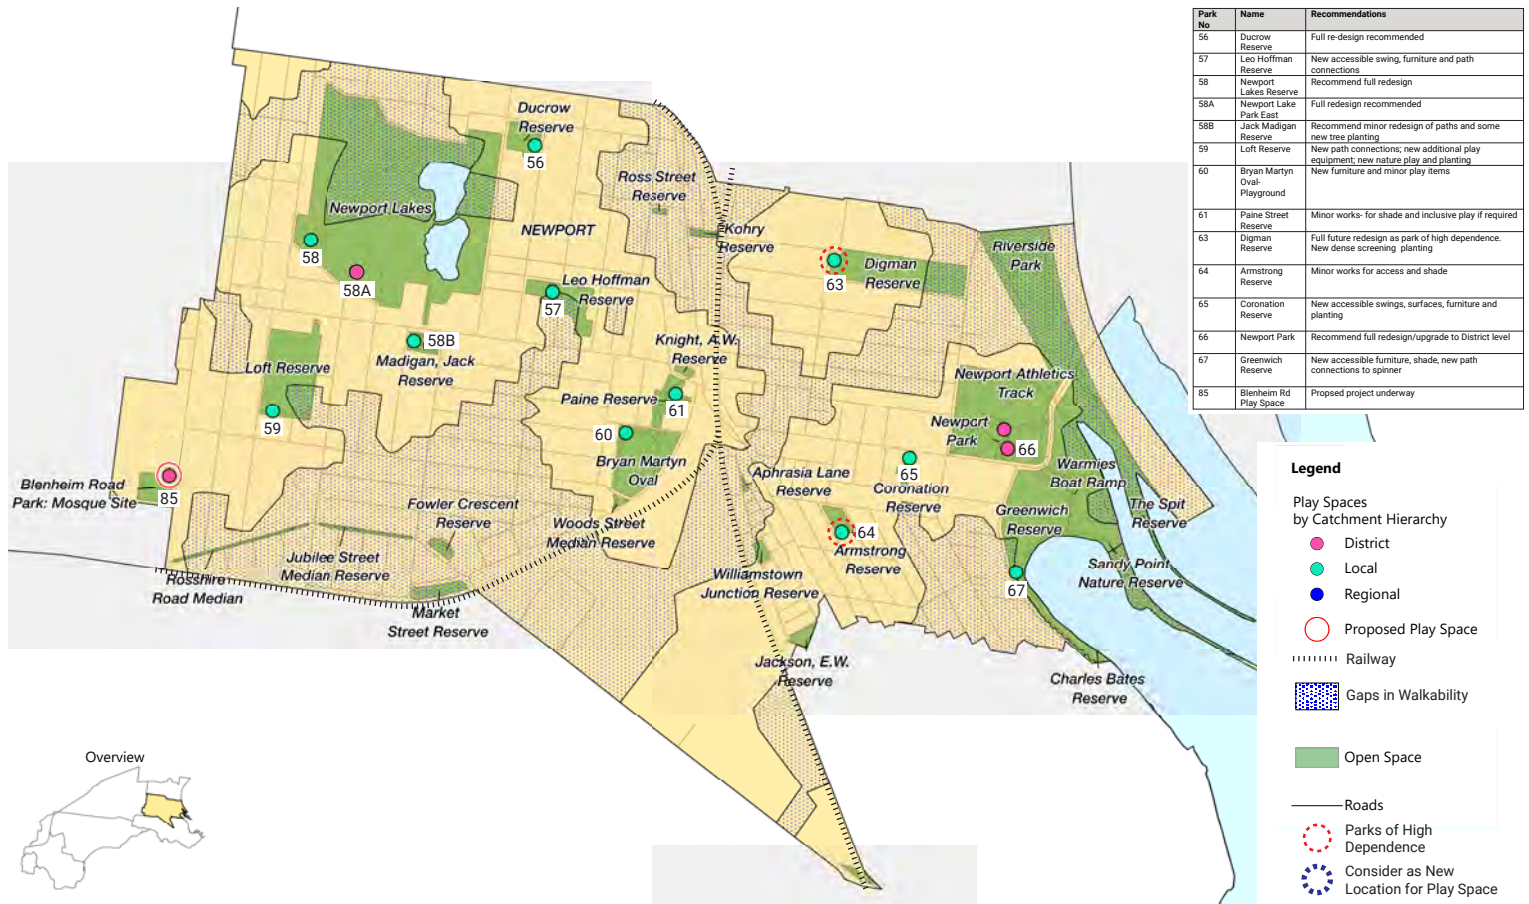 Park
No
Name
Recommendations
56
Ducrow
Reserve
Full re-design recommended
57
Leo Hoffman
Reserve
New accessible swing, furniture and path
connections
58
Newport
Lakes Reserve
Recommend full redesign
58A
Newport Lake
Park East
Full redesign recommended
58B
Jack Madigan
Reserve
Recommend minor redesign of paths and some
new tree planting
59
Loft Reserve
New path connections; new additional play
equipment; new nature play and planting
60
Bryan Martyn
Oval-
Playground
New furniture and minor play items
61
Paine Street
Reserve
Minor works- for shade and inclusive play if required
63
Digman
Reserve
Full future redesign as park of high dependence.
New dense screening planting
64
Armstrong
Reserve
Minor works for access and shade
65
Coronation
Reserve
New accessible swings, surfaces, furniture and
planting
66
Newport Park
Recommend full redesign/upgrade to District level
67
Greenwich
Reserve
New accessible furniture, shade, new path
connections to spinner
85
Blenheim Rd
Play Space
Propsed project underway
Ducrow
Reserve
56
Ross Street
Reserve
Newport Lakes
NEWPORT
Kohry
Reserve
Riverside
Park
58
58A
Digman
Reserve
63
Leo Hoffman
Reserve
57
58B
Madigan, Jack
Reserve
Knight, A.W.
Reserve
Loft Reserve
59
Paine Reserve
61
60
Bryan Martyn
Oval
Newport Athletics
Track
Newport
Park
66
Aphrasia Lane
Reserve
65
Coronation
Reserve
Warmies
Boat Ramp
The Spit
Reserve
Greenwich
Reserve
Blenheim Road
Park: Mosque Site
85
Fowler Crescent
Reserve
Woods Street
Median Reserve
64
Armstrong
Reserve
Jubilee Street
Median Reserve
Rosshire
Road Median
Market
Street Reserve
Williamstown
Junction Reserve
67
Sandy Point
Nature Reserve
Jackson, E.W.
Reserve
Charles Bates
Reserve
Overview
Legend
Play Spaces
by Catchment Hierarchy
District
Local
Regional
Proposed Play Space
Railway
Gaps in Walkability
Open Space
Roads
Parks of High
Dependence
Consider as New
Location for Play Space